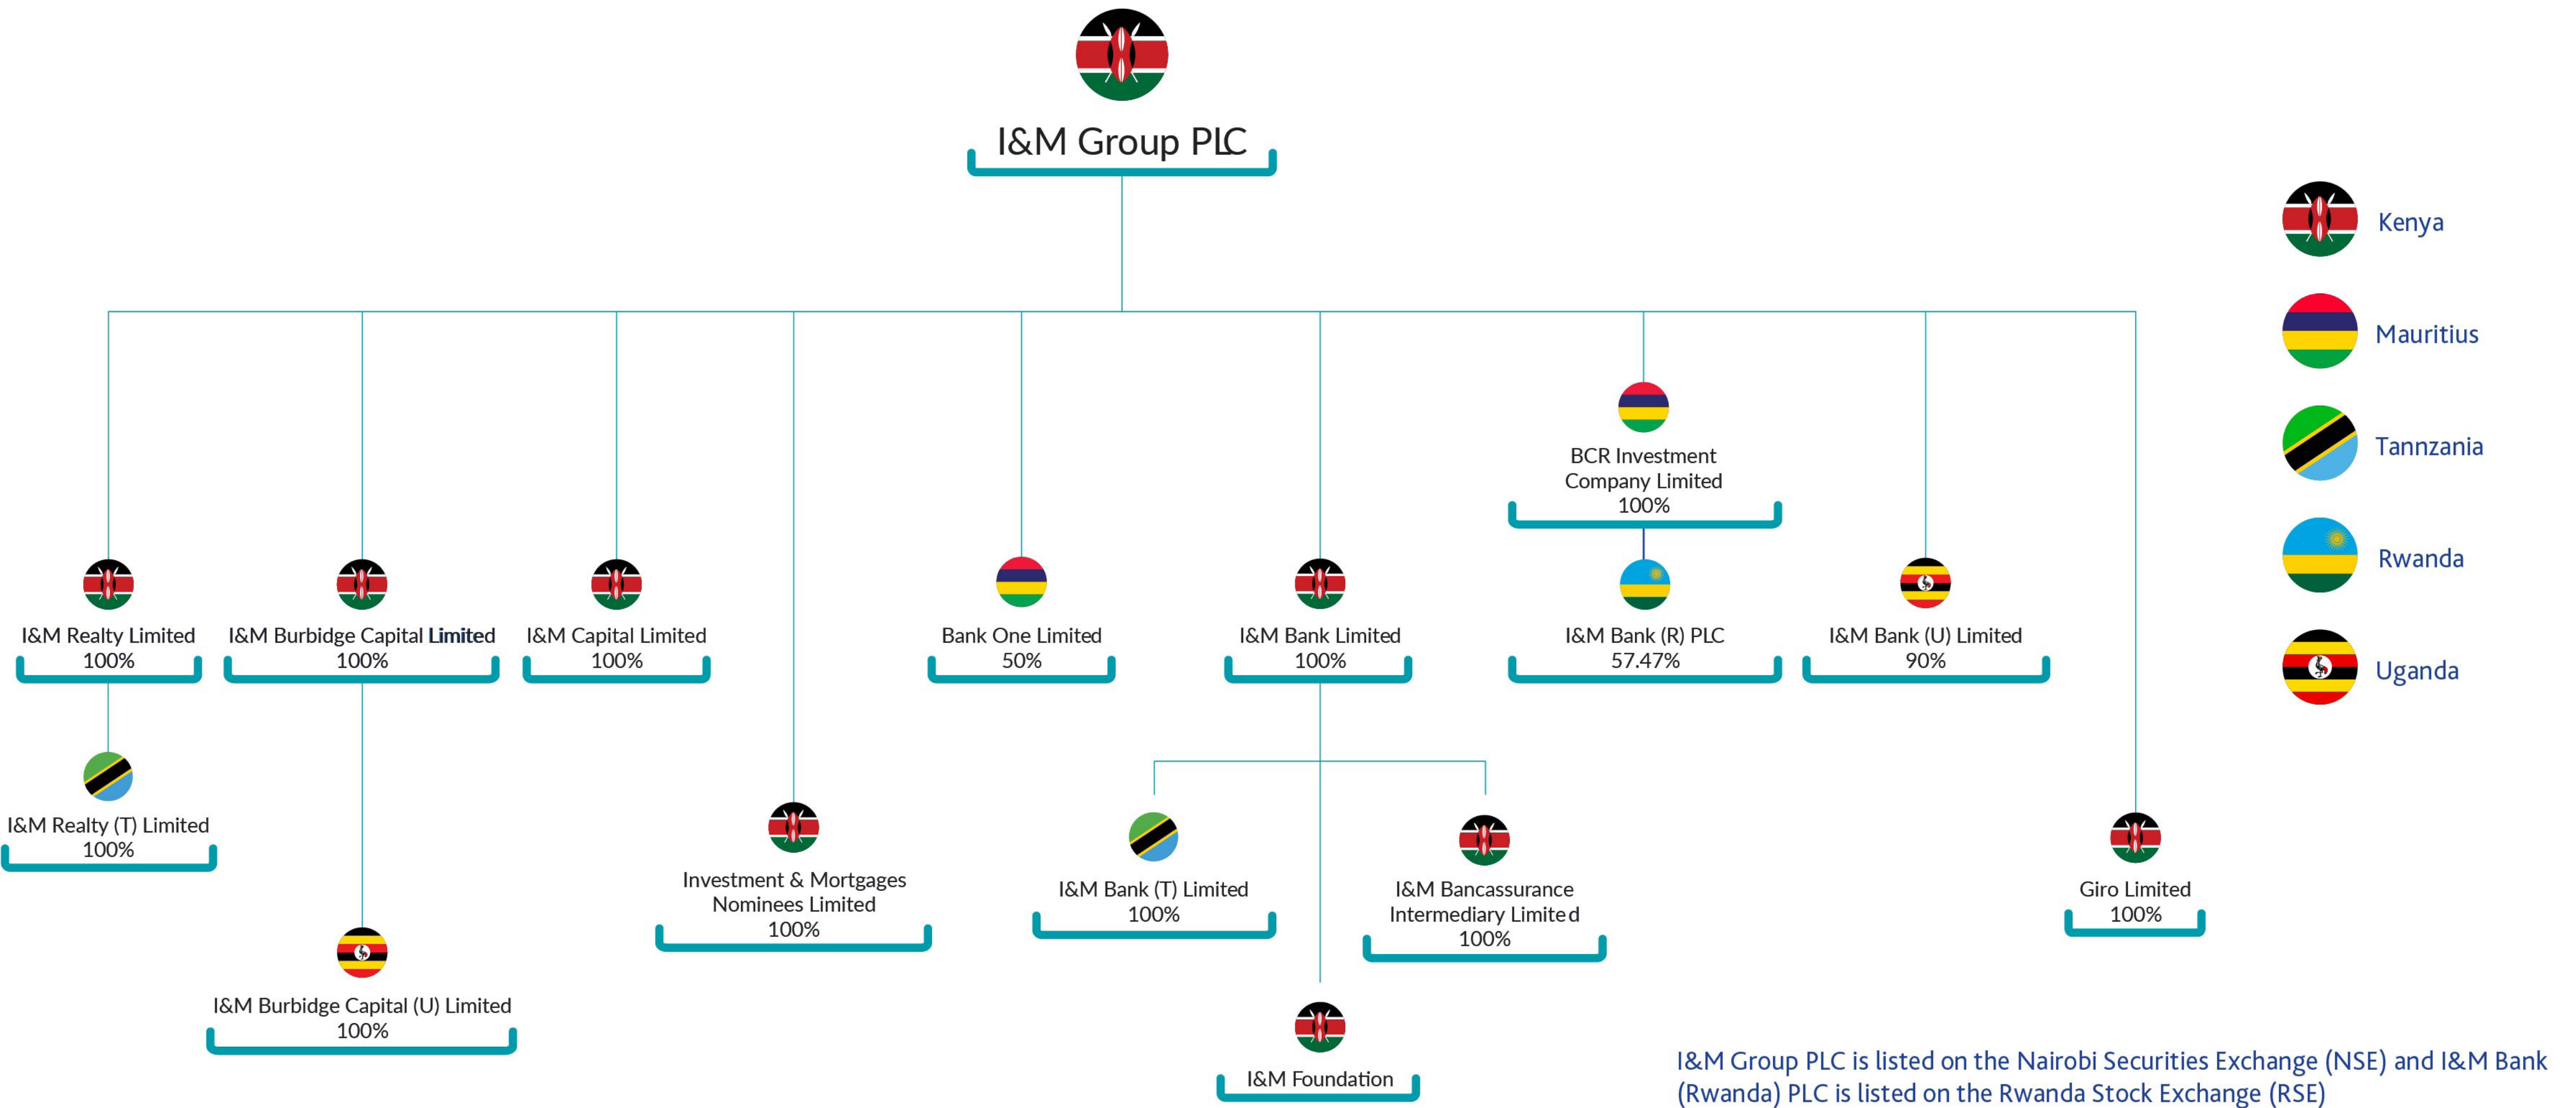 I&M Group PLC
Kenya
Mauritius
Tannzania
Rwanda
Uganda
BCR Investment
Company Limited
100%
I&M Realty Limited
100%
I&M Burbidge Capital Limited
100%
I&M Capital Limited
100%
Bank One Limited
50%
I&M Bank Limited
100%
I&M Bank (R) PLC
57.47%
I&M Bank (U) Limited
90%
I&M Realty (T) Limited
100%
Investment & Mortgages
Nominees Limited
100%
I&M Bank (T) Limited
100%
I&M Bancassurance
Intermediary Limited
100%
Giro Limited
100%
I&M Burbidge Capital (U) Limited
100%
I&M Foundation
I&M Group PLC is listed on the Nairobi Securities Exchange (NSE) and I&M Bank
(Rwanda) PLC is listed on the Rwanda Stock Exchange (RSE)